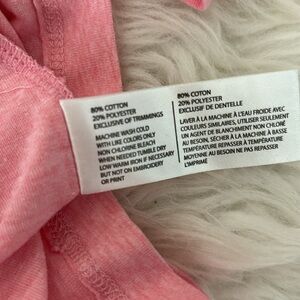 80% COTTON
20% POLYESTER
EXCLUSIVE OF TRIMMINGS
MACHINE WASH COLD
WITH LIKE COLORS ONLY
NON CHLORINE BLEACH
WHEN NEEDED TUMBLE DRY
LOW WARM IRON IF NECESSARY
BUT NOT ON EMBROIDERY
OR PRINT
80% COTON
20% POLYESTER
EXCLUSIF DE DENTELLE
LAVER À LA MACHINE À L'EAU FROIDE AVEC
COULEURS SIMILAIRES, UTILISER SEULEMENT
UN AGENT DE BLANCHIMENT NON CHLOINE
AU BESOIN, SÉCHER À LA MACHINE À BASSE
TEMPÉRATURE REPASSER À TEMPÉRATURE
MOYENNE AU BESOIN NE PAS REPASSER
L'IMPRIMÉ